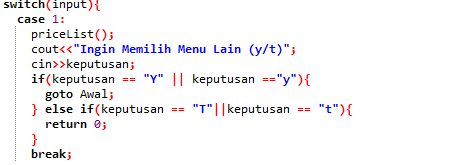 switch(input){
case 1:
priceList();
cout<<"Ingin Memilih Menu Lain (y/t)";
cin>>keputusan;
if(keputusan == "Y" || keputusan =="y"){
goto Awal;
} else if(keputusan == "T"||keputusan == "t"){
return 0;
}
break;